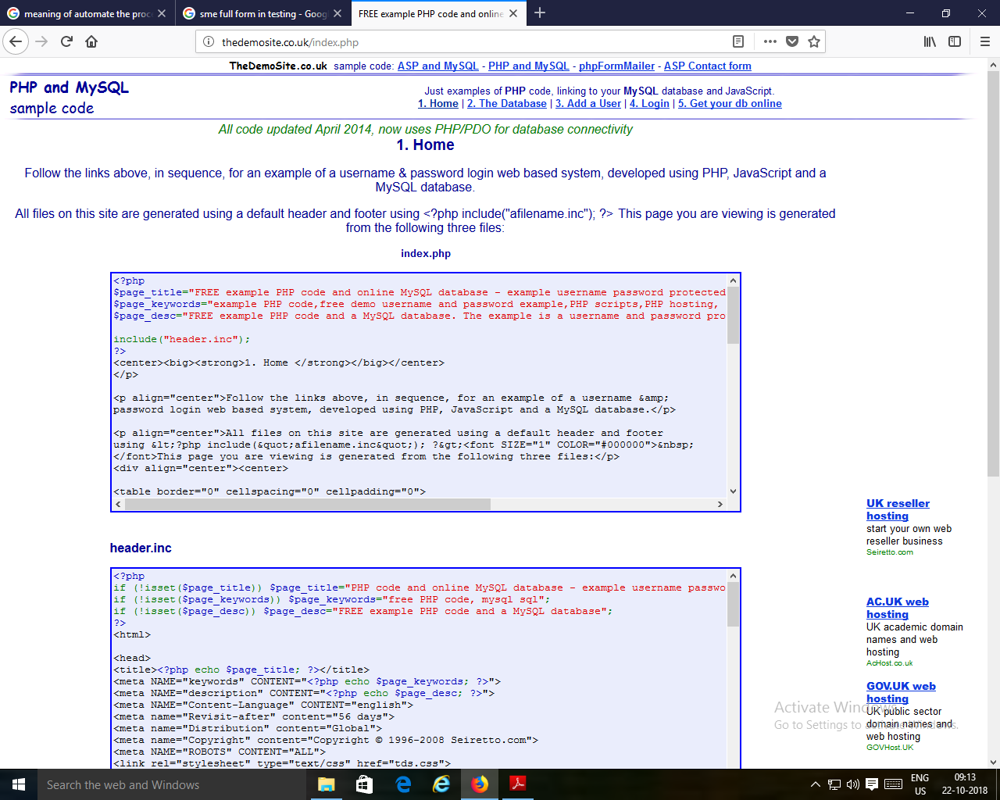 meaning of automate the proc
sme full form in testing - Goog
FREE example PHP code and online
thedemosite.co.uk/index.php
TheDemoSite.co.uk sample code: ASP and MySQL - PHP and MySQL - phpFormMailer - ASP Contact form
PHP and MySQL
sample code
Just examples of PHP code, linking to your MySQL database and JavaScript.
1. Home | 2. The Database | 3. Add a User | 4. Login | 5. Get your db online
All code updated April 2014, now uses PHP/PDO for database connectivity
1. Home
Follow the links above, in sequence, for an example of a username & password login web based system, developed using PHP, JavaScript and a
MySQL database.
All files on this site are generated using a default header and footer using <?php include("afilename.inc"); ?> This page you are viewing is generated
from the following three files:
index.php
<?php
$page_title="FREE example PHP code and online MySQL database - example username password protected
$page_keywords="example PHP code,free demo username and password example,PHP scripts,PHP hosting,
$page_desc="FREE example PHP code and a MySQL database. The example is a username and password pro
include("header.inc");
?>
<center><big><strong>1. Home </strong></big></center>
</p>
<p align="center">Follow the links above, in sequence, for an example of a username &amp;
password login web based system, developed using PHP, JavaScript and a MySQL database.</p>
<p align="center">All files on this site are generated using a default header and footer
using &lt;?php include(&quot;afilename.inc&quot;); ?&gt;<font SIZE="1" COLOR="#000000">&nbsp;
</font>This page you are viewing is generated from the following three files:</p>
<div align="center"><center>
<table border="0" cellspacing="0" cellpadding="0">
header.inc
<?php
if (!isset($page_title)) $page_title="PHP code and online MySQL database - example username passwo
if (!isset($page_keywords)) $page_keywords="free PHP code, mysql sql";
if (!isset($page_desc)) $page_desc="FREE example PHP code and a MySQL database";
?>
<html>
<head>
<title><?php echo $page_title; ?></title>
<meta NAME="keywords" CONTENT="<?php echo $page_keywords; ?>">
<meta NAME="description" CONTENT="<?php echo $page_desc; ?>">
<meta NAME="Content-Language" CONTENT="english">
<meta name="Revisit-after" content="56 days">
<meta name="Distribution" content="Global">
<meta name="Copyright" content="Copyright © 1996-2008 Seiretto.com">
<meta NAME="ROBOTS" CONTENT="ALL">
<link rel="stylesheet" type="text/css" href="tds.css">
UK reseller
hosting
start your own web
reseller business
Seiretto.com
AC.UK web
hosting
UK academic domain
names and web
hosting
AcHost.co.uk
GOV.UK web
hosting
UK public sector
domain names and
web hosting
GOVHost.UK
Activate Windows
Go to Settings to activate Windows.
Search the web and Windows
ENG
US
09:13
22-10-2018